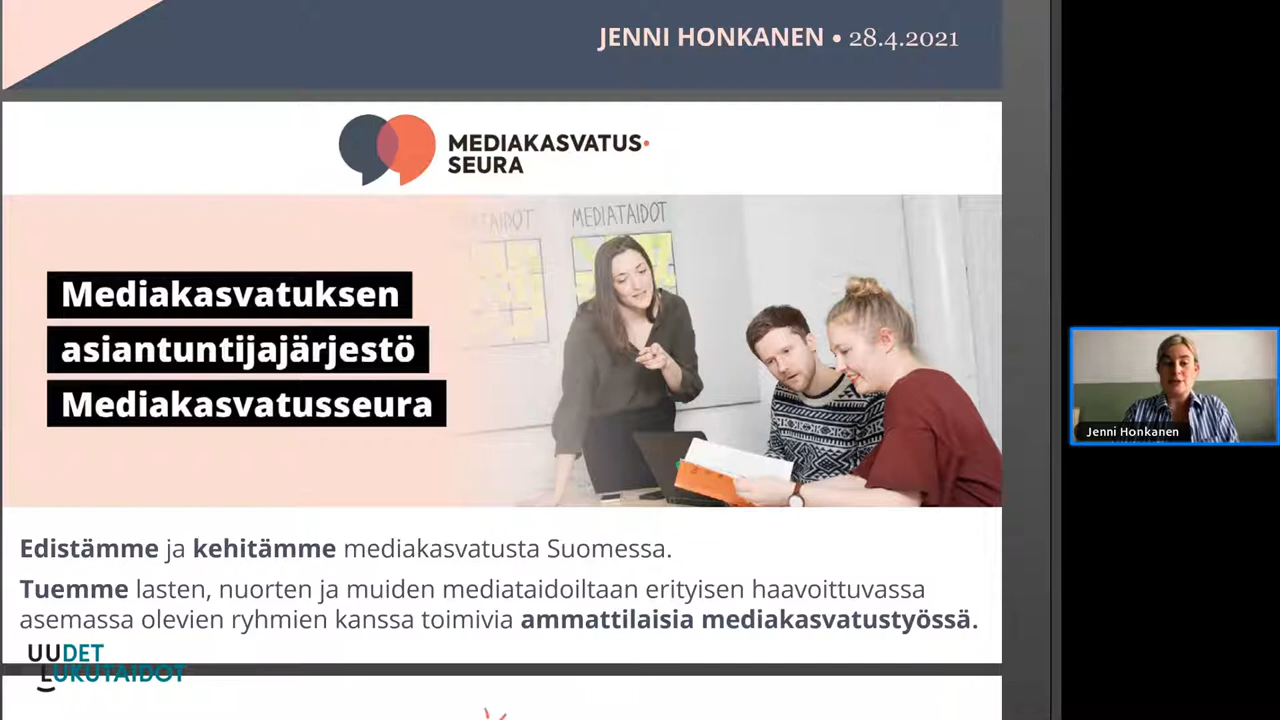 JENNI HONKANEN • 28.4.2021
MEDIAKASVATUS•
SEURA
TAIDOT
MEDIATAIDOT
Mediakasvatuksen
asiantuntijajärjestö
Mediakasvatusseura
Edistämme ja kehitämme mediakasvatusta Suomessa.
Tuemme lasten, nuorten ja muiden mediataidoiltaan erityisen haavoittuvassa
asemassa olevien ryhmien kanssa toimivia ammattilaisia mediakasvatustyössä.
UUDET
LUKUTAIDOT
Jenni Honkanen